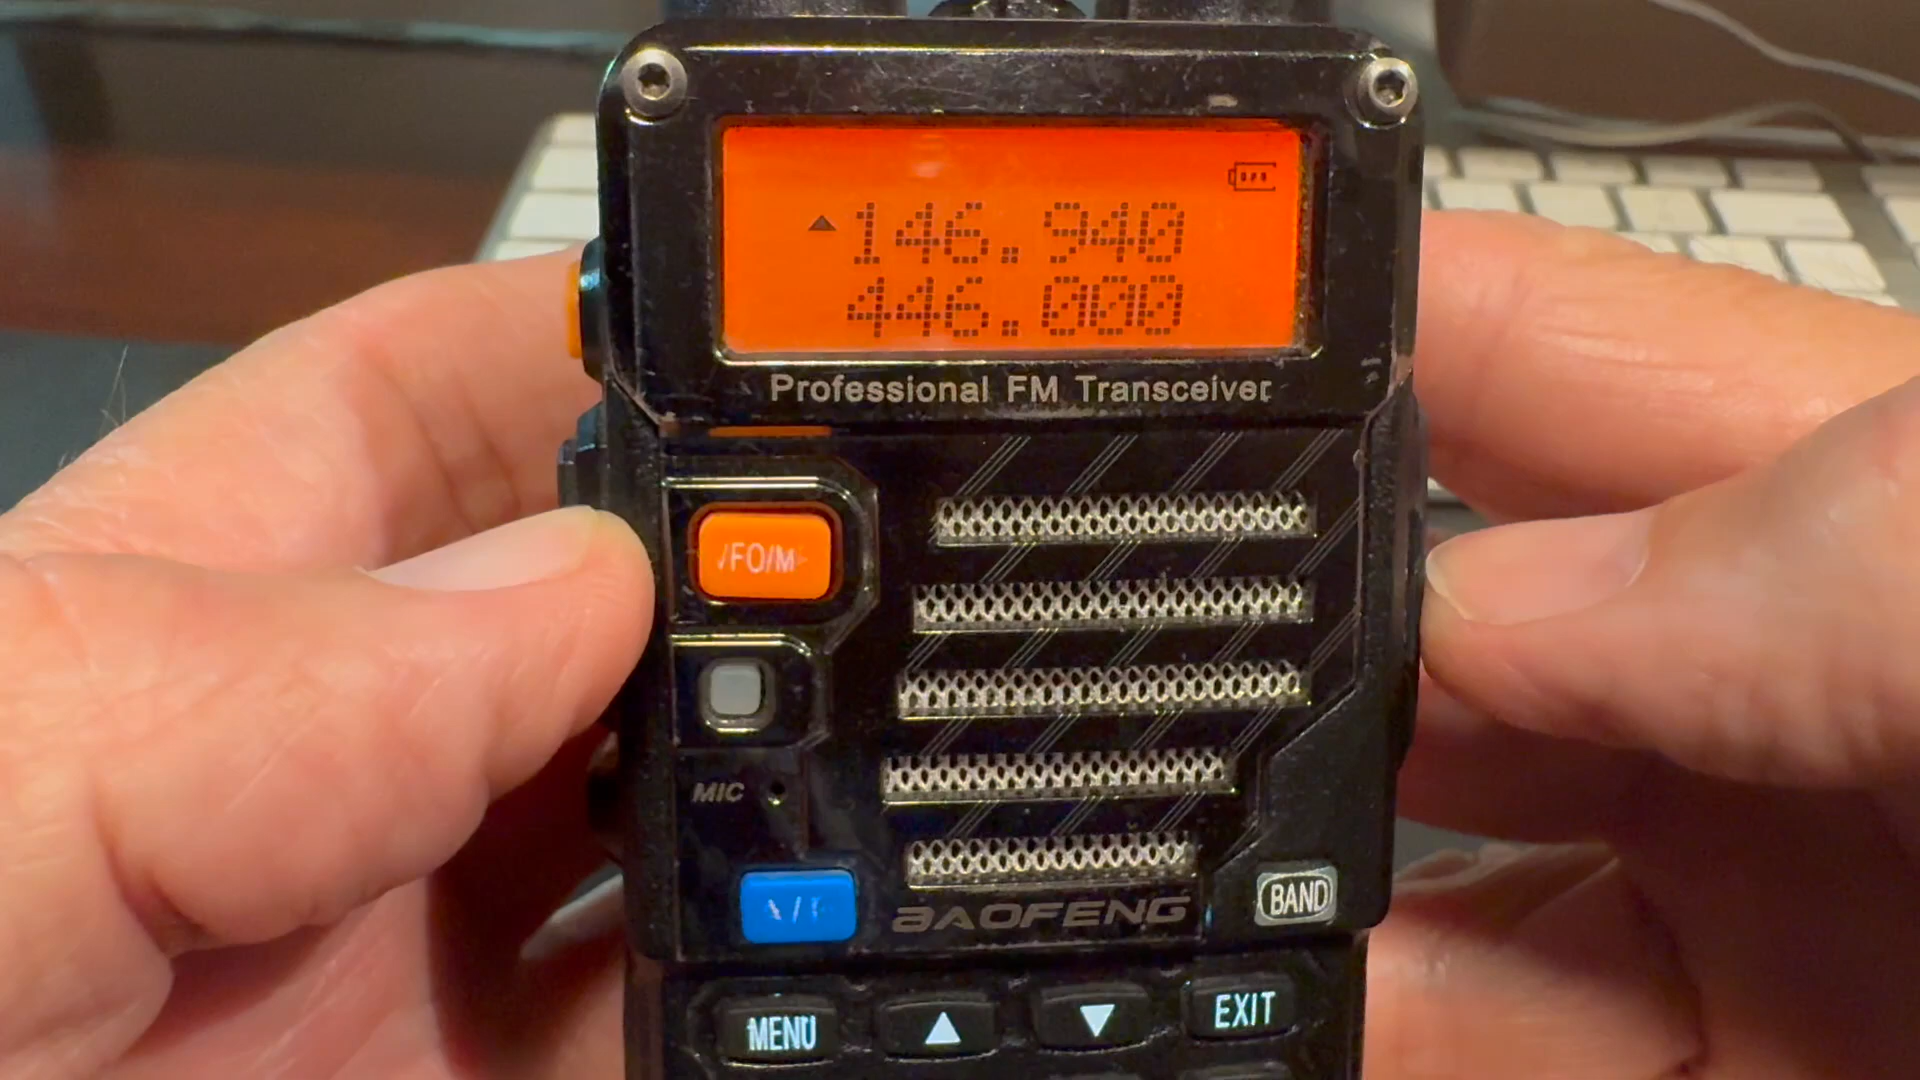 146.940
446.000
Professional FM Transceiver
VFO/M
MIC
BAOFENG
BAND
MENU
EXIT